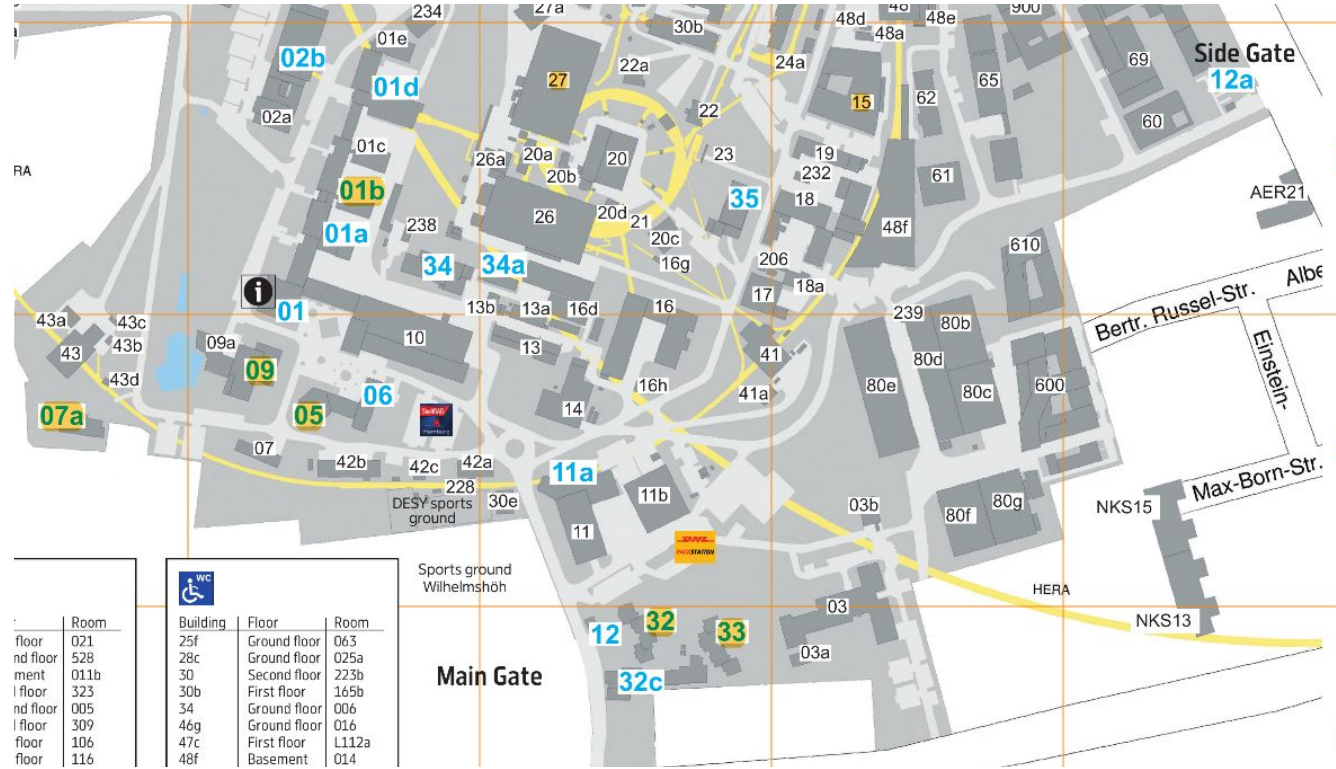 234
27a
01e
30b
48d
48
48e
48a
900
02b
01d
24a
69
Side Gate
12a
27
22a
65
62
15
02a
22
60
01c
20a
26a
20
23
19
RA
20b
232
61
01b
35
18
AER21
20d
26
21
238
01a
48f
20c
610
206
34
34a
16g
18a
17
Albe
Bertr. Russel-Str.
Einstein-
01
13b
13a
16d
16
239
80b
43a
43c
10
09a
43b
13
43
41
80d
09
80e
43d
16h
41a
80c
600
06
05
14
07a
StadtRAD
Hamburg
07
42b
42c
42a
11a
228
11b
Max-Born-Str.
DESY sports
ground
30e
03b
NKS15
80f
80g
11
DHL
PACKSTATION
Sports ground
Wilhelmshöh
HERA
03
32
33
12
NKS13
03a
32c
Main Gate
r Room
floor 021
nd floor 528
ment 011b
l floor 323
nd floor 005
l floor 309
floor 106
floor 116
WC
Building Floor Room
25f Ground floor 063
28c Ground floor 025a
30 Second floor 223b
30b First floor 165b
34 Ground floor 006
46g Ground floor 016
47c First floor L112a
48f Basement 014